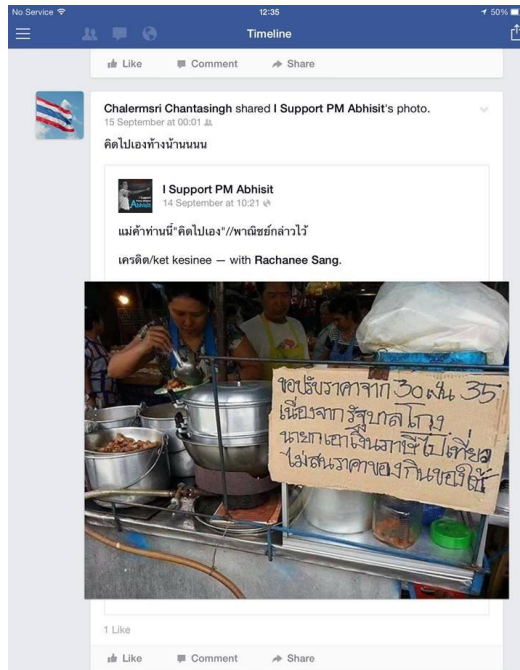 No Service
12:35
50%
Timeline
Like Comment Share
Chalermsri Chantasingh shared I Support PM Abhisit's photo.
15 September at 00:01
คิดไปเองท้างน้านนนน
Abhisit
I Support PM Abhisit
14 September at 10:21
แม่ค้าท่านนี้"คิดไปเอง"//พาณิชย์กล่าวไว้
เครดิต/ket kesinee — with Rachanee Sang.
ขอปรับราคาจาก 30 เป็น 35
เนื่องจากรัฐบาลโกง
นายกเอาเงินภาษีไปเที่ยว
ไม่สนราคาของกินของใช้
1 Like
Like Comment Share